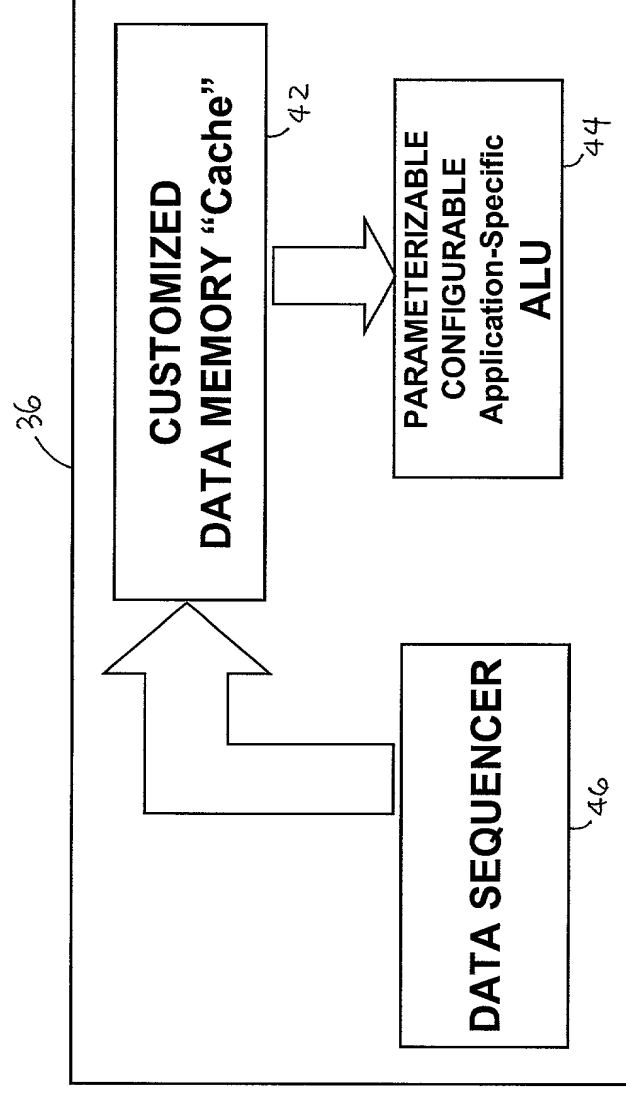 36
CUSTOMIZED
DATA MEMORY “Cache”
42
PARAMETERIZABLE
CONFIGURABLE
Application-Specific
ALU
44
DATA SEQUENCER
46